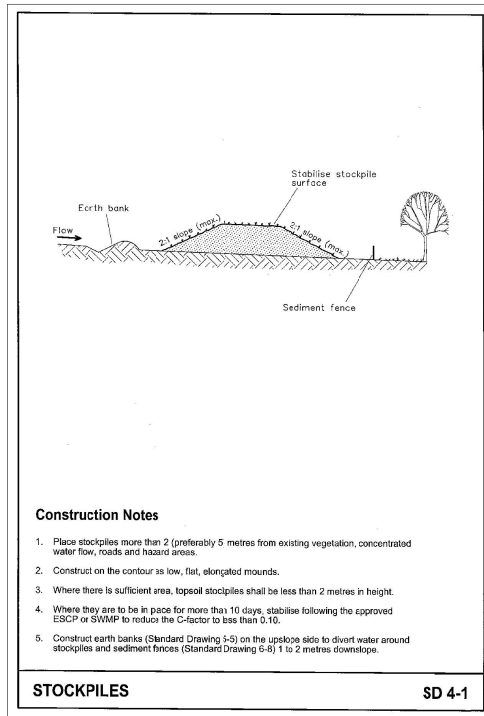 Stabilise stockpile
surface
Earth bank
Flow
2:1 slope (max.)
2:1 slope (max.)
Sediment fence
Construction Notes
1. Place stockpiles more than 2 (preferably 5 metres from existing vegetation, concentrated
water flow, roads and hazard areas.
2. Construct on the contour as low, flat, elongated mounds.
3. Where there is sufficient area, topsoil stockpiles shall be less than 2 metres in height.
4. Where they are to be in pace for more than 10 days, stabilise following the approved
ESCP or SWMP to reduce the C-factor to less than 0.10.
5. Construct earth banks (Standard Drawing 5-5) on the upslope side to divert water around
stockpiles and sediment fences (Standard Drawing 6-8) 1 to 2 metres downslope.
STOCKPILES
SD 4-1